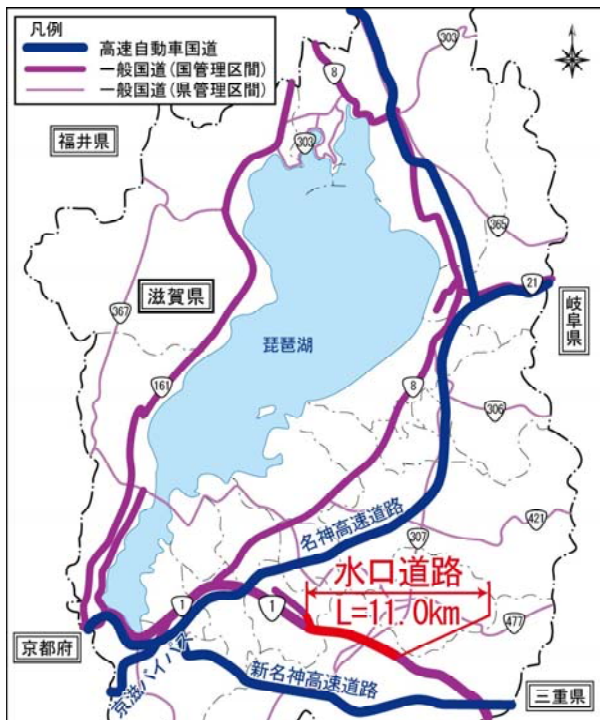 凡例
高速自動車国道
一般国道(国管理区間)
一般国道(県管理区間)
303
8
福井県
303
365
滋賀県
21
岐阜県
367
琵琶湖
161
8
306
名神高速道路
421
307
水口道路
L=11.0km
1
1
477
京都府
京滋バイパス
新名神高速道路
三重県